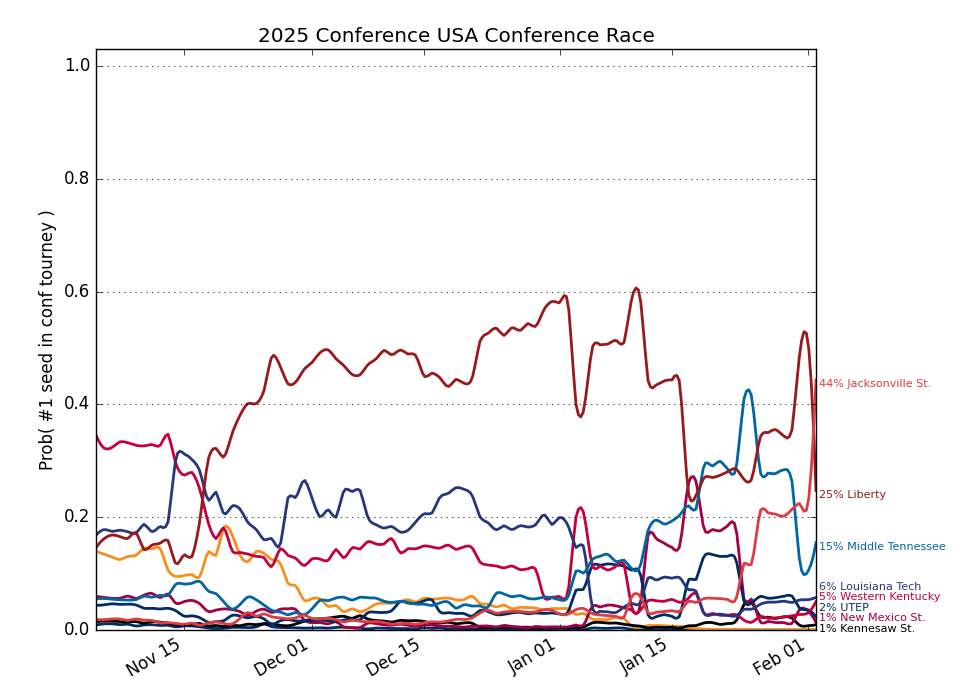 2025 Conference USA Conference Race
Prob( #1 seed in conf tourney )
1.0
0.8
0.6
0.4
0.2
0.0
Nov 15
Dec 01
Dec 15
Jan 01
Jan 15
Feb 01
44% Jacksonville St.
25% Liberty
15% Middle Tennessee
6% Louisiana Tech
5% Western Kentucky
2% UTEP
1% New Mexico St.
1% Kennesaw St.